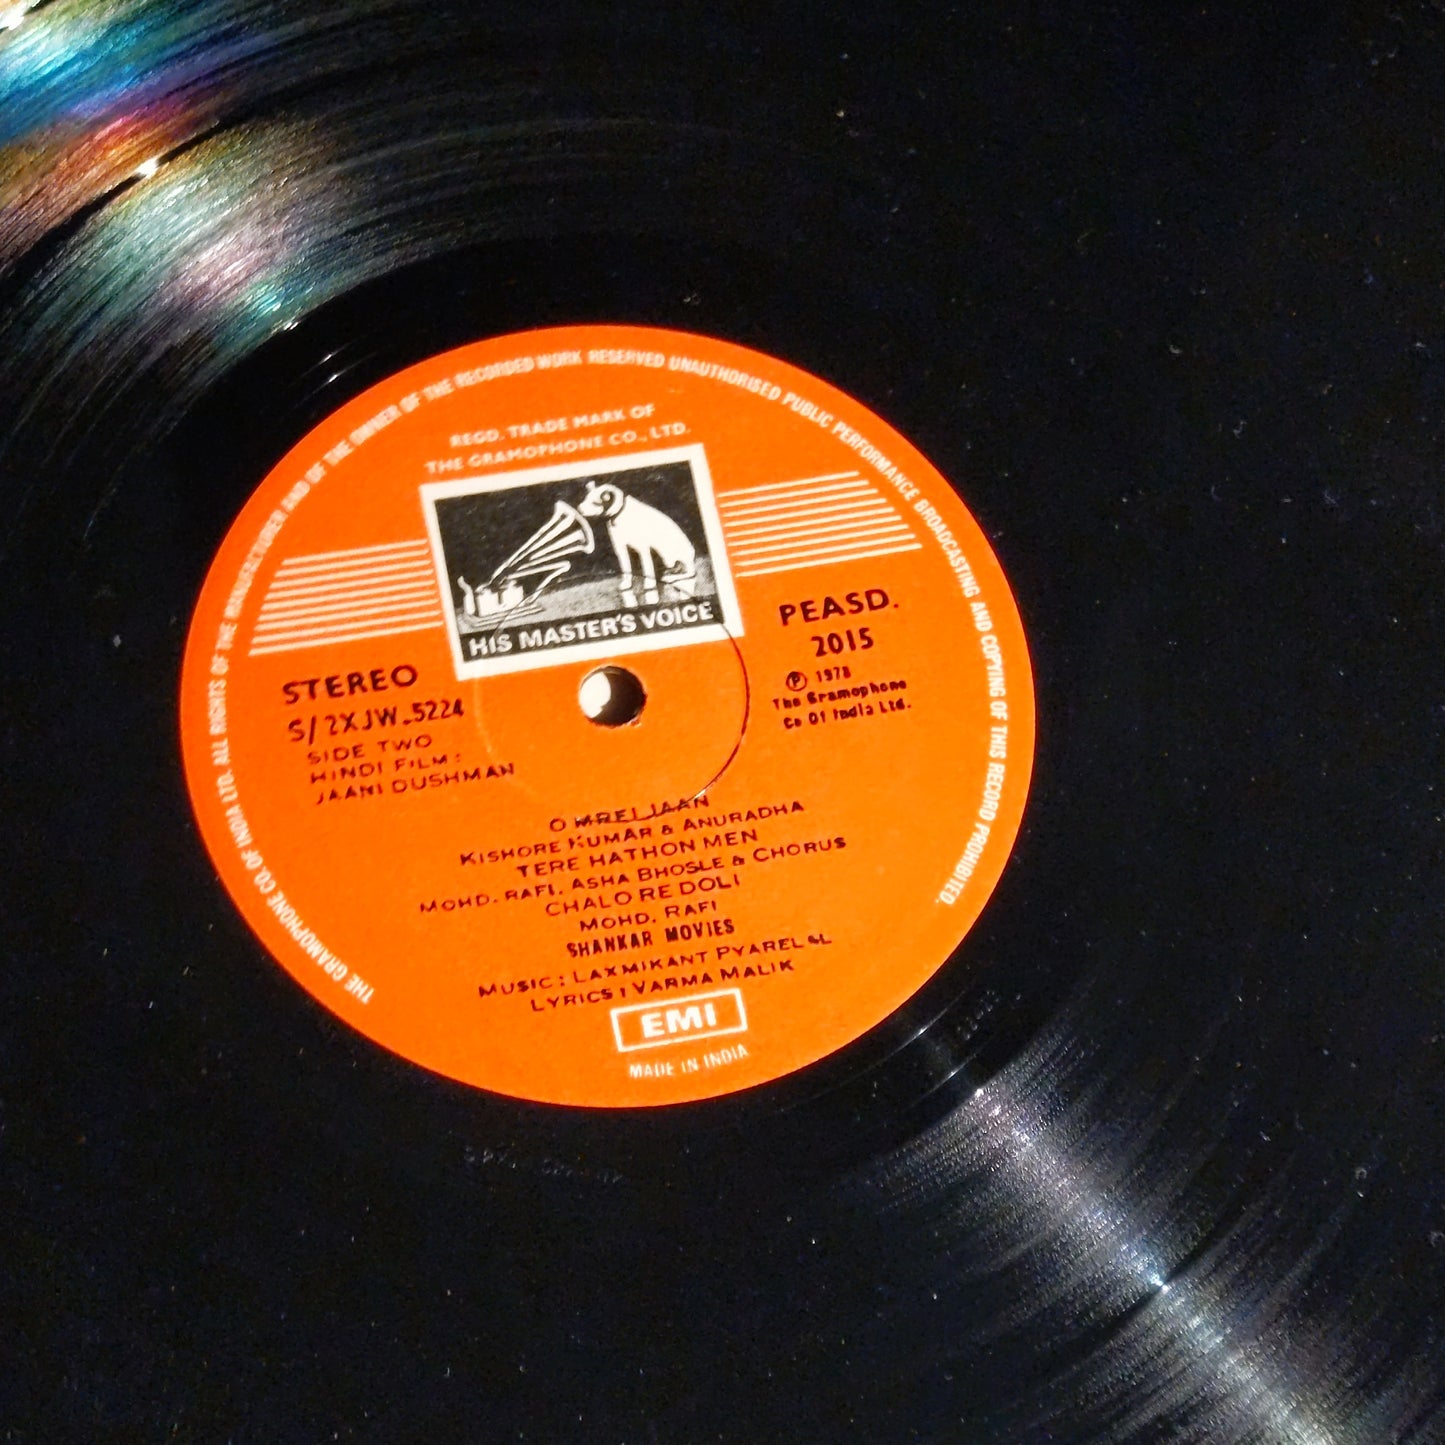 THE GRAMOPHONE CO. OF INDIA LTD. ALL RIGHTS OF THE MANUFACTURER AND OF THE OWNER OF THE RECORDED WORK RESERVED UNAUTHORISED PUBLIC PERFORMANCE BROADCASTING AND COPYING OF THIS RECORD PROHIBITED.
REGD. TRADE MARK OF
THE GRAMOPHONE CO., LTD.
HIS MASTER'S VOICE
STEREO
S/2XJW.5224
SIDE TWO
HINDI FILM:
JAANI DUSHMAN
PEASD.
2015
Ⓟ 1978
The Gramophone
Co Of India Ltd.
O MREI JAAN
KISHORE KUMAR & ANURADHA
TERE HATHON MEN
MOHD. RAFI, ASHA BHOSLE & CHORUS
CHALO RE DOLI
MOHD. RAFI
SHANKAR MOVIES
MUSIC: LAXMIKANT PYARELAL
LYRICS: VARMA MALIK
EMI
MADE IN INDIA